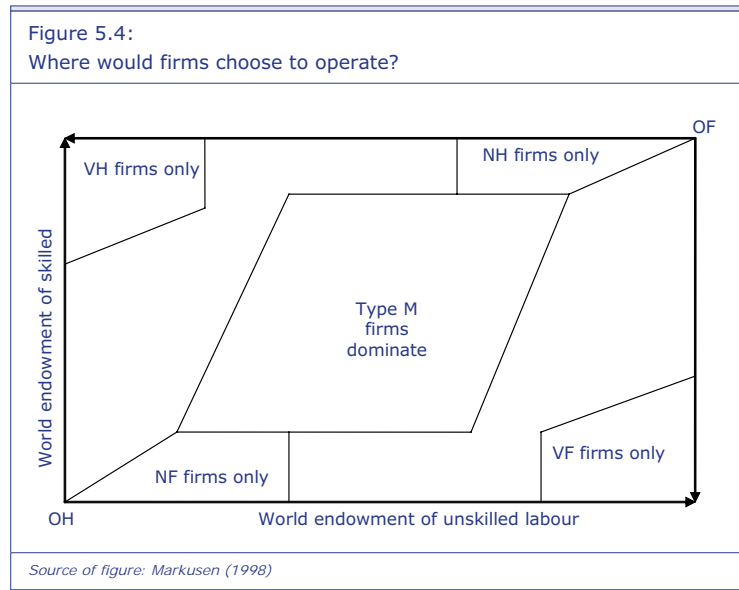 Figure 5.4:
Where would firms choose to operate?
OF
VH firms only
NH firms only
World endowment of skilled
Type M
firms
dominate
NF firms only
VF firms only
OH
World endowment of unskilled labour
Source of figure: Markusen (1998)